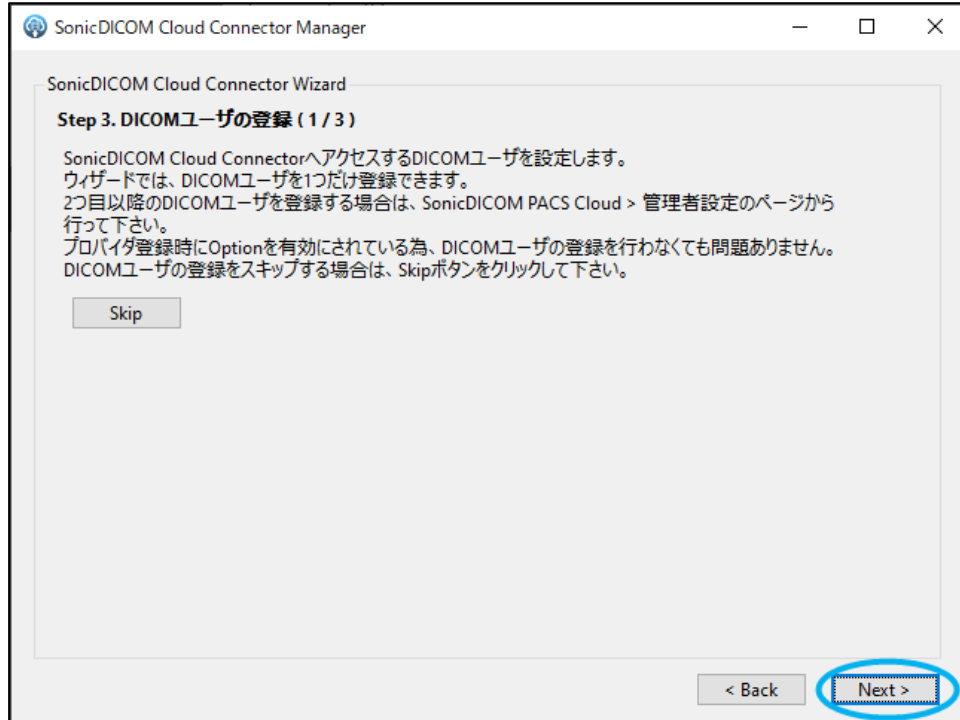 SonicDICOM Cloud Connector Manager
SonicDICOM Cloud Connector Wizard
Step 3. DICOMユーザの登録 ( 1 / 3 )
SonicDICOM Cloud ConnectorへアクセスするDICOMユーザを設定します。
ウィザードでは、DICOMユーザを1つだけ登録できます。
2つ目以降のDICOMユーザを登録する場合は、SonicDICOM PACS Cloud > 管理者設定のページから
行って下さい。
プロバイダ登録時にOptionを有効にされている為、DICOMユーザの登録を行わなくても問題ありません。
DICOMユーザの登録をスキップする場合は、Skipボタンをクリックして下さい。
Skip
< Back
Next >